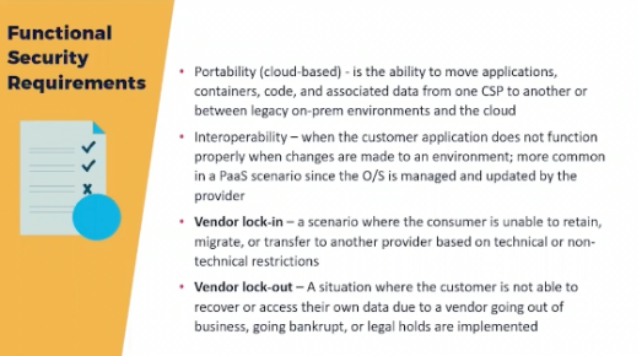 Functional
Security
Requirements
• Portability (cloud-based) - is the ability to move applications,
containers, code, and associated data from one CSP to another or
between legacy on-prem environments and the cloud
• Interoperability – when the customer application does not function
properly when changes are made to an environment; more common
in a PaaS scenario since the O/S is managed and updated by the
provider
• Vendor lock-in – a scenario where the consumer is unable to retain,
migrate, or transfer to another provider based on technical or non-
technical restrictions
• Vendor lock-out – A situation where the customer is not able to
recover or access their own data due to a vendor going out of
business, going bankrupt, or legal holds are implemented